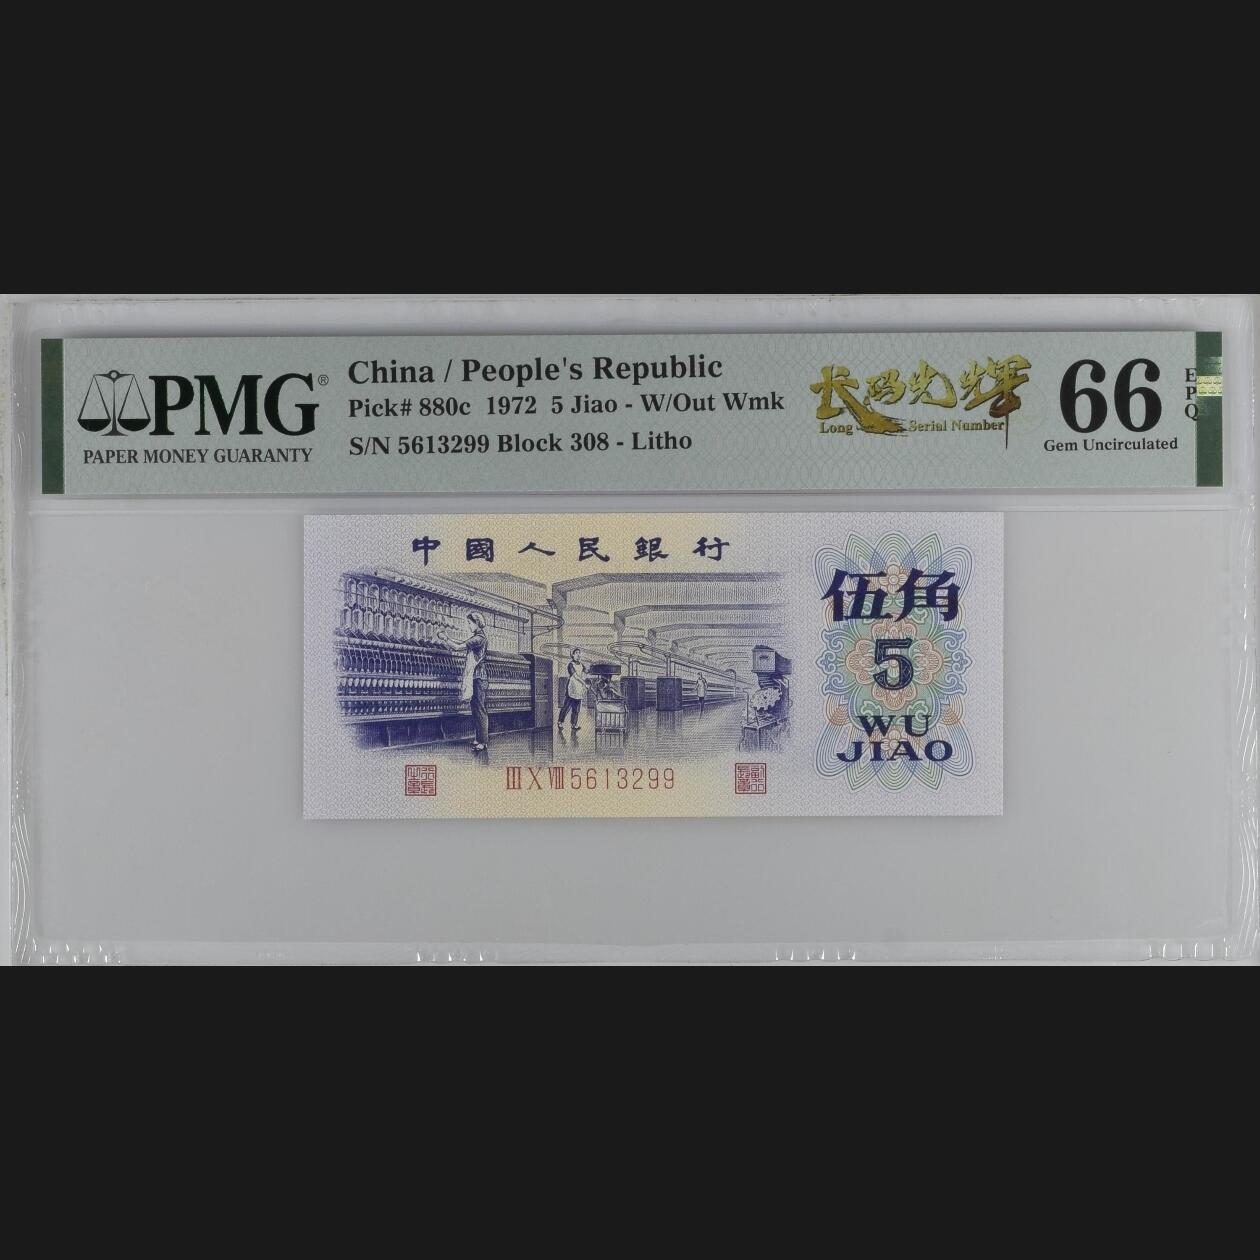 PMG®
PAPER MONEY GUARANTY
China / People's Republic
Pick# 880c 1972 5 Jiao - W/Out Wmk
S/N 5613299 Block 308 - Litho
长码光辉
Long Serial Number
66
Gem Uncirculated
EPQ
中國人民銀行
伍角
5
WU
JIAO
ⅢⅩⅧ5613299